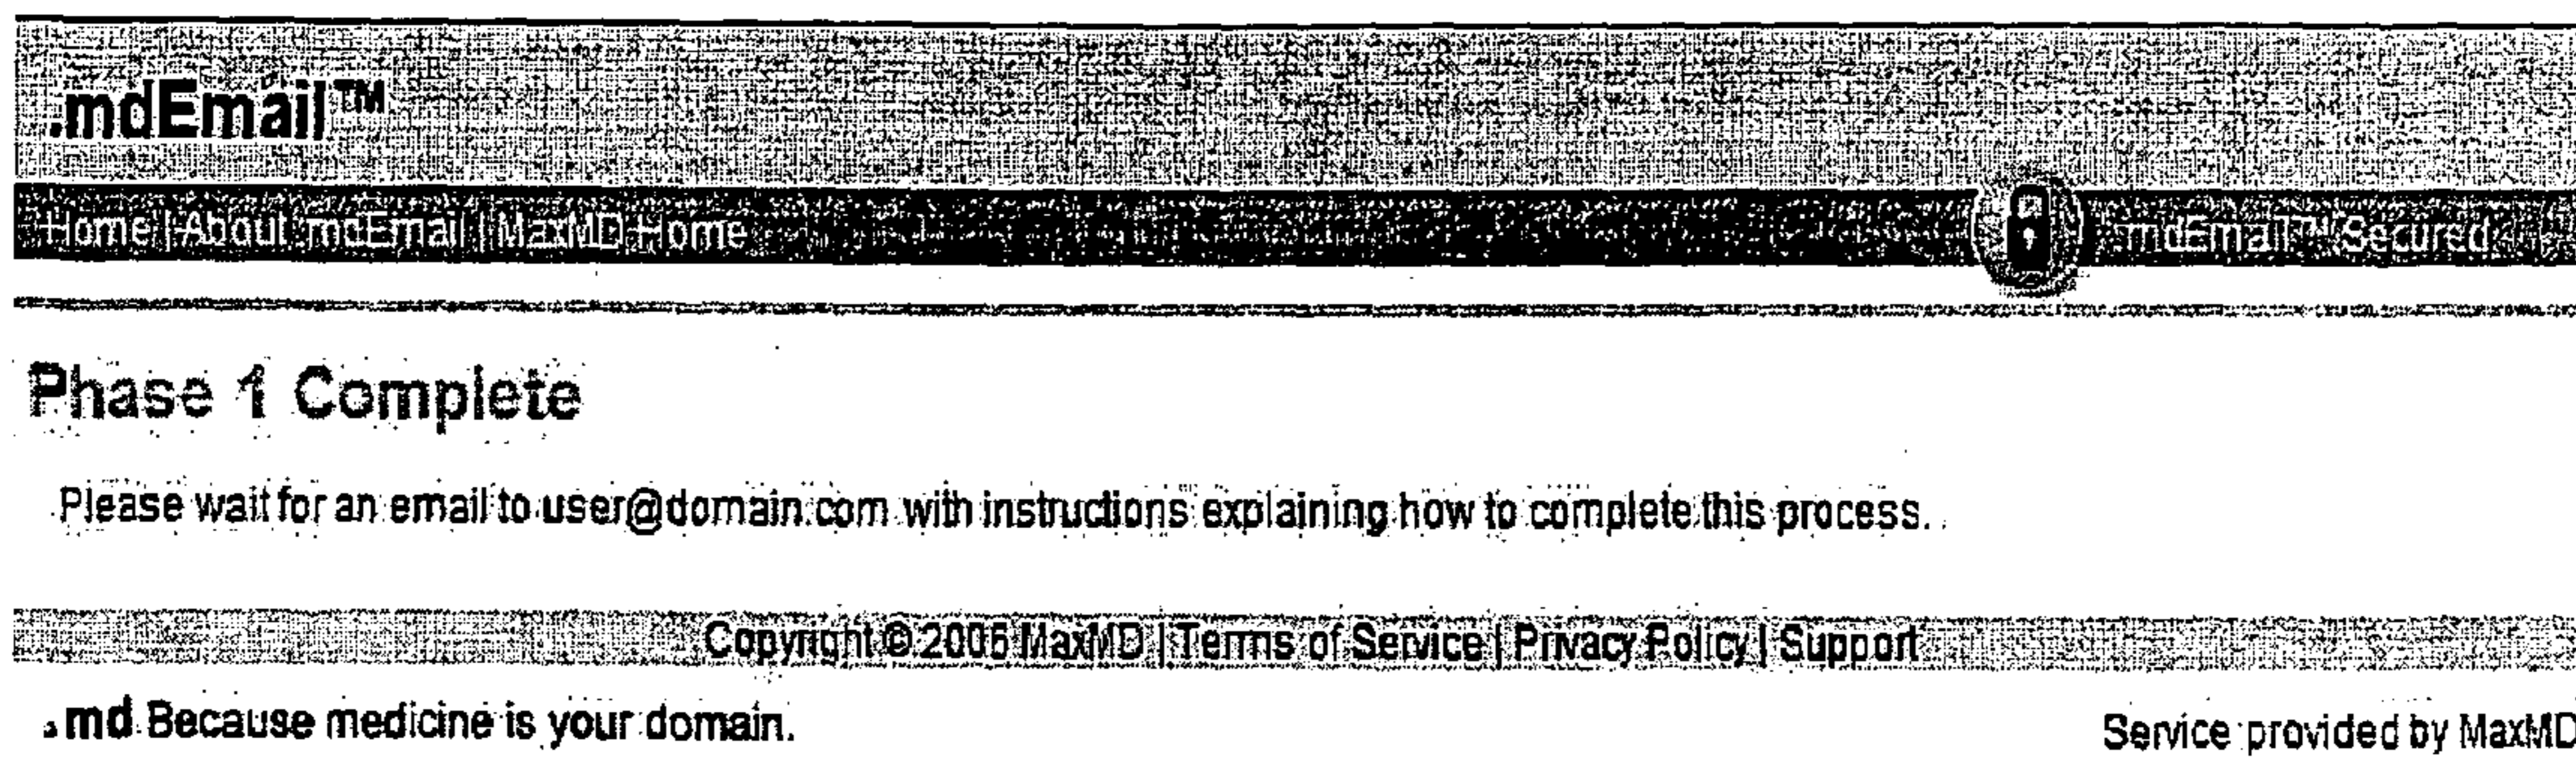 .mdEmail™
Home | About .mdEmail | MaxMD Home
.mdEmail™ Secured
Phase 1 Complete
Please wait for an email to user@domain.com with instructions explaining how to complete this process.
Copyright © 2006 MaxMD | Terms of Service | Privacy Policy | Support
.md Because medicine is your domain.
Service provided by MaxMD